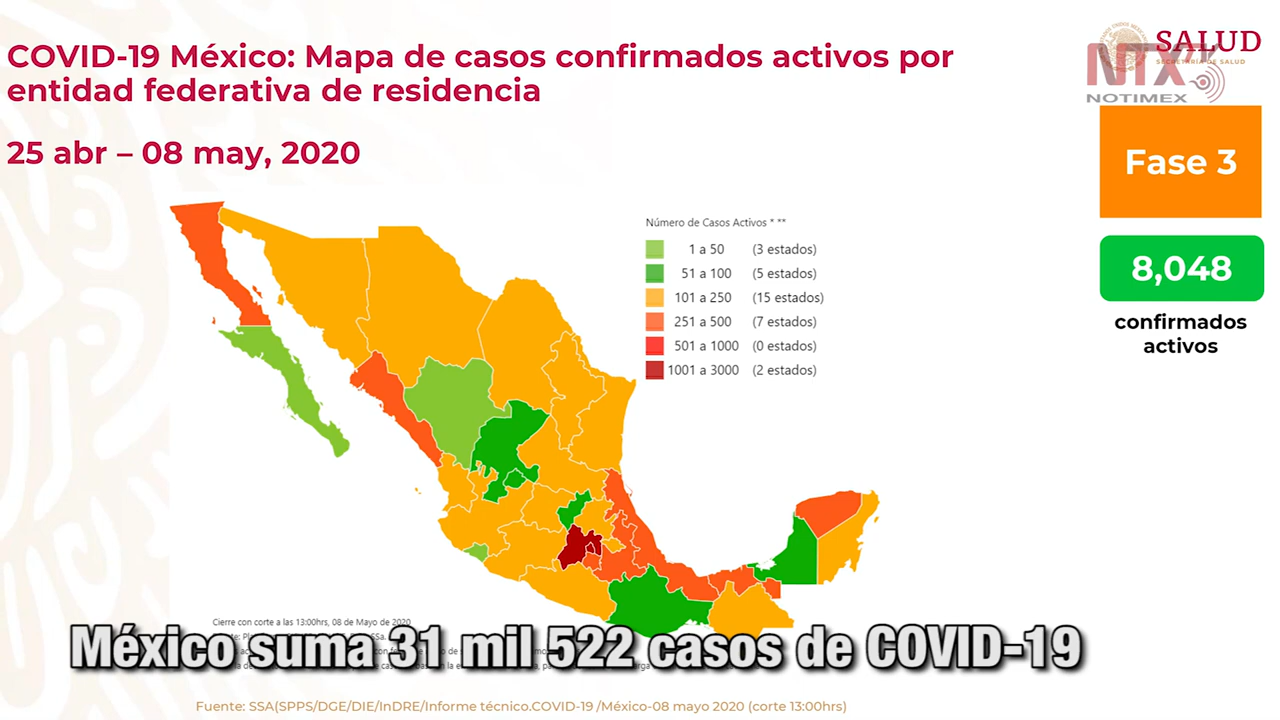 COVID-19 México: Mapa de casos confirmados activos por
entidad federativa de residencia
25 abr – 08 may, 2020
SALUD
SECRETARÍA DE SALUD
NTX
NOTIMEX
Fase 3
8,048
confirmados
activos
Número de Casos Activos * **
1 a 50 (3 estados)
51 a 100 (5 estados)
101 a 250 (15 estados)
251 a 500 (7 estados)
501 a 1000 (0 estados)
1001 a 3000 (2 estados)
Cierre con corte a las 13:00hrs, 08 de Mayo de 2020
México suma 31 mil 522 casos de COVID-19
Fuente: SSA(SPPS/DGE/DIE/InDRE/Informe técnico.COVID-19 /México-08 mayo 2020 (corte 13:00hrs)